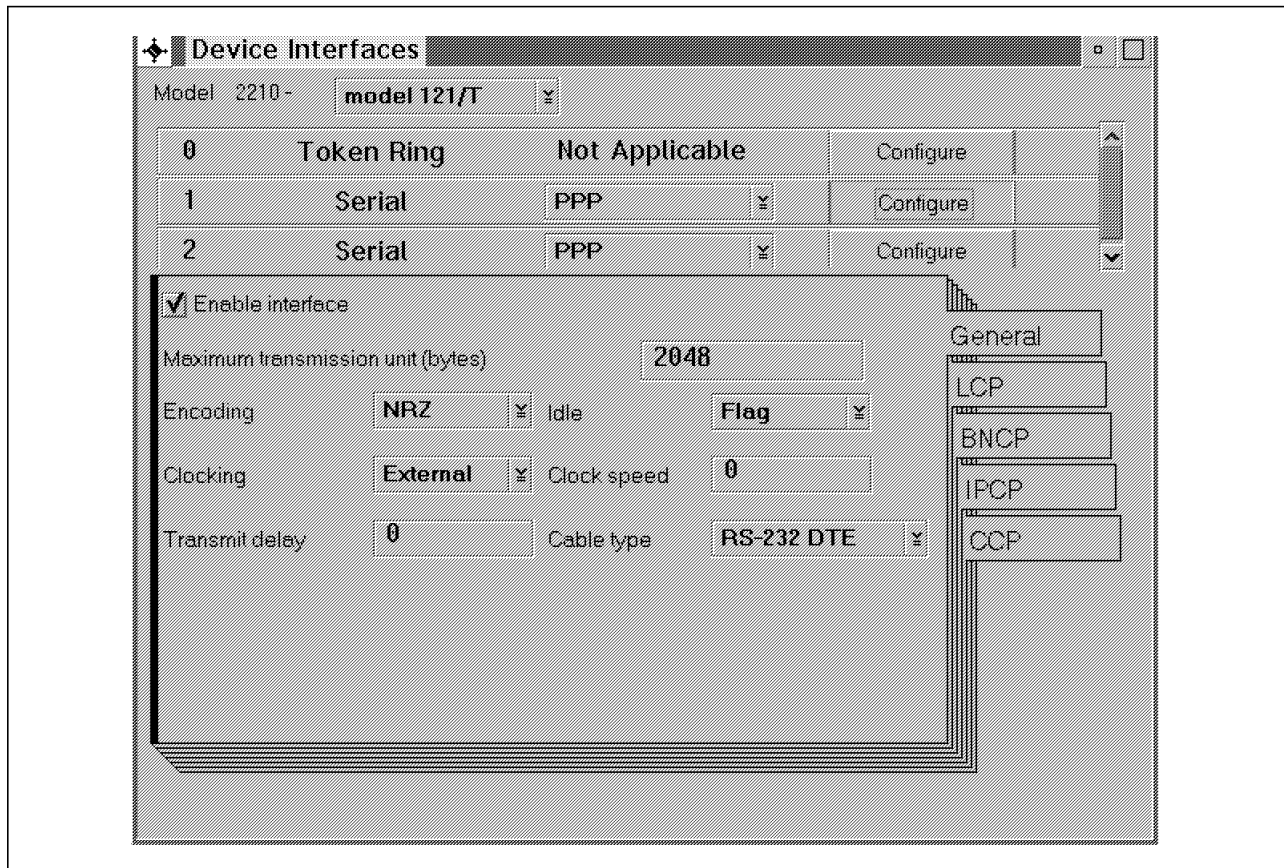 Device Interfaces
Model 2210- model 121/T
0 Token Ring Not Applicable Configure
1 Serial PPP Configure
2 Serial PPP Configure
Enable interface
General
Maximum transmission unit (bytes) 2048
LCP
Encoding NRZ Idle Flag
BNCP
Clocking External Clock speed 0
IPCP
Transmit delay 0 Cable type RS-232 DTE
CCP